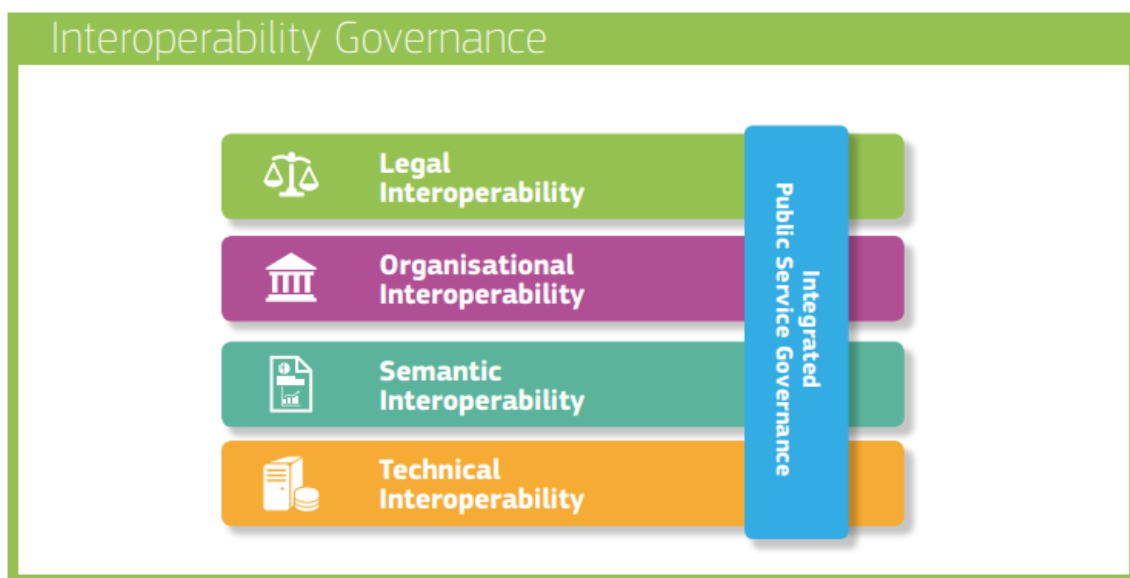 Interoperability Governance
Legal
Interoperability
Organisational
Interoperability
Semantic
Interoperability
Technical
Interoperability
Integrated
Public Service Governance